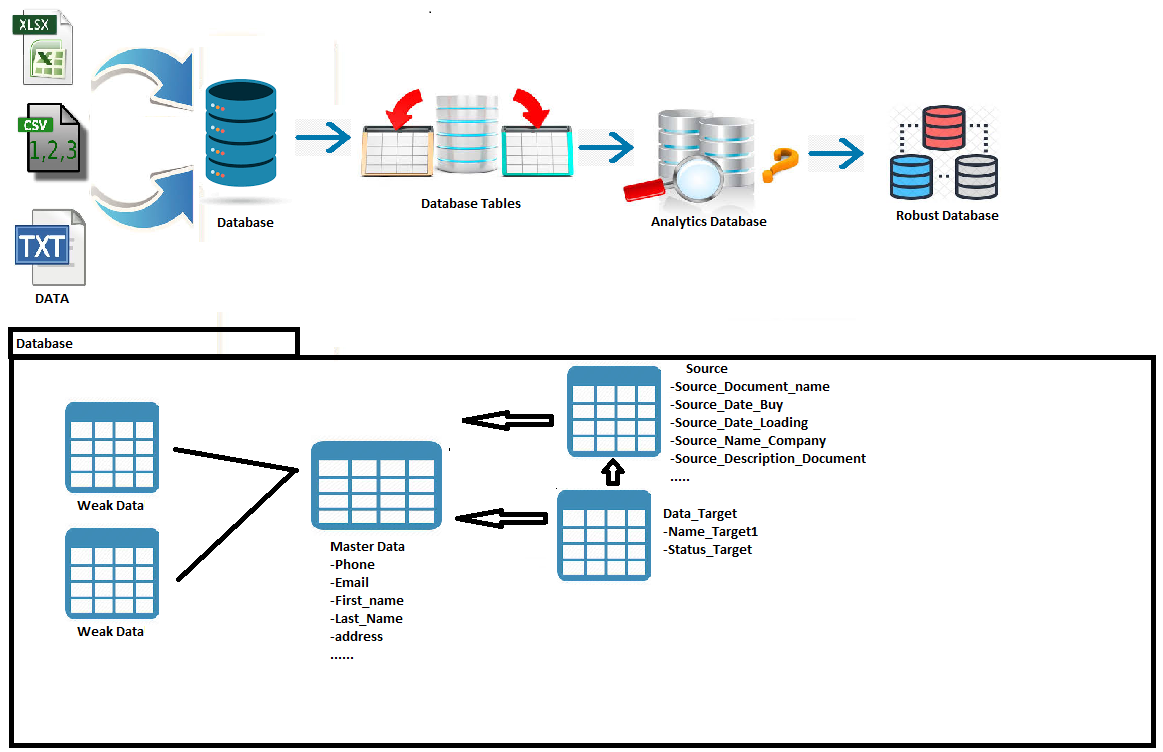 XLSX
CSV
1,2,3
TXT
DATA
Database
Database Tables
Analytics Database
?
Robust Database
Database
Weak Data
Weak Data
Master Data
-Phone
-Email
-First_name
-Last_Name
-address
......
Source
-Source_Document_name
-Source_Date_Buy
-Source_Date_Loading
-Source_Name_Company
-Source_Description_Document
.....
Data_Target
-Name_Target1
-Status_Target